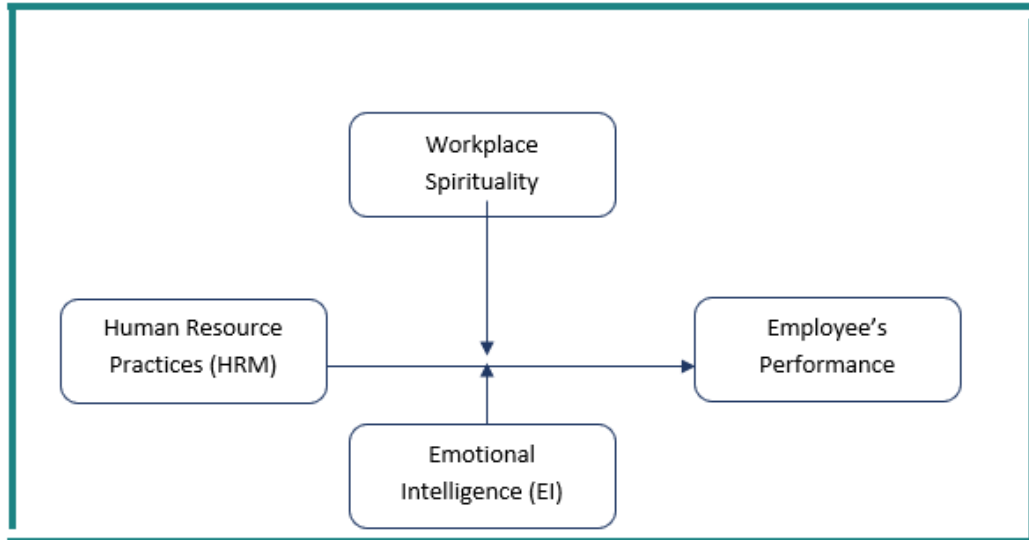 Workplace
Spirituality
Human Resource
Practices (HRM)
Employee’s
Performance
Emotional
Intelligence (EI)